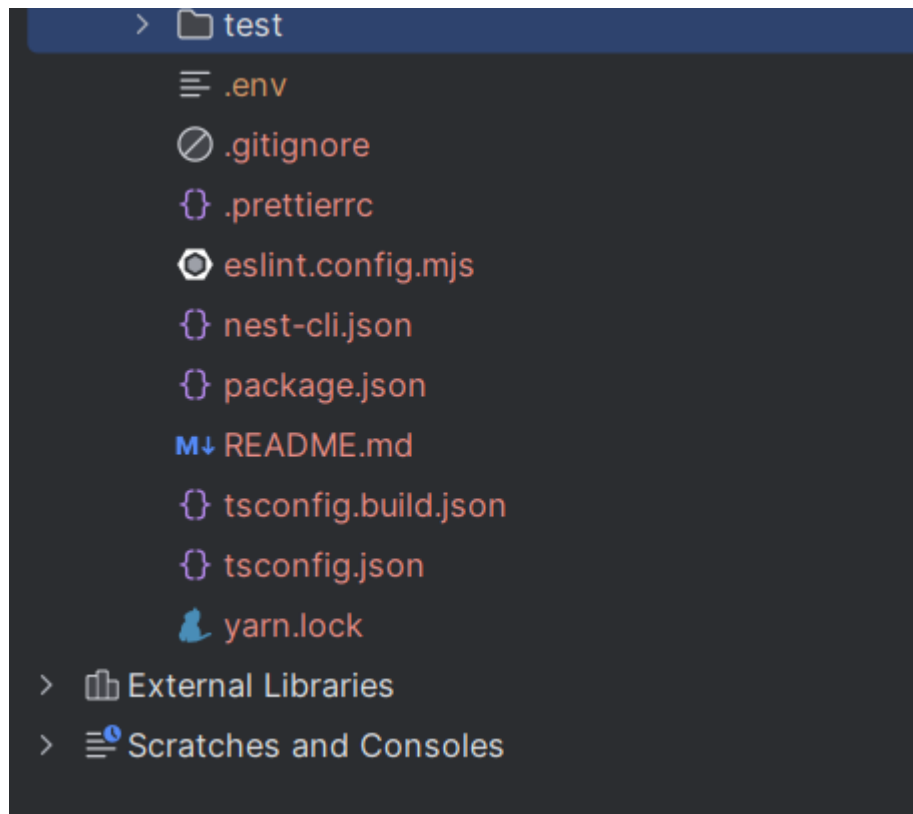 test
.env
.gitignore
.prettierrc
eslint.config.mjs
nest-cli.json
package.json
M↓ README.md
tsconfig.build.json
tsconfig.json
yarn.lock
External Libraries
Scratches and Consoles